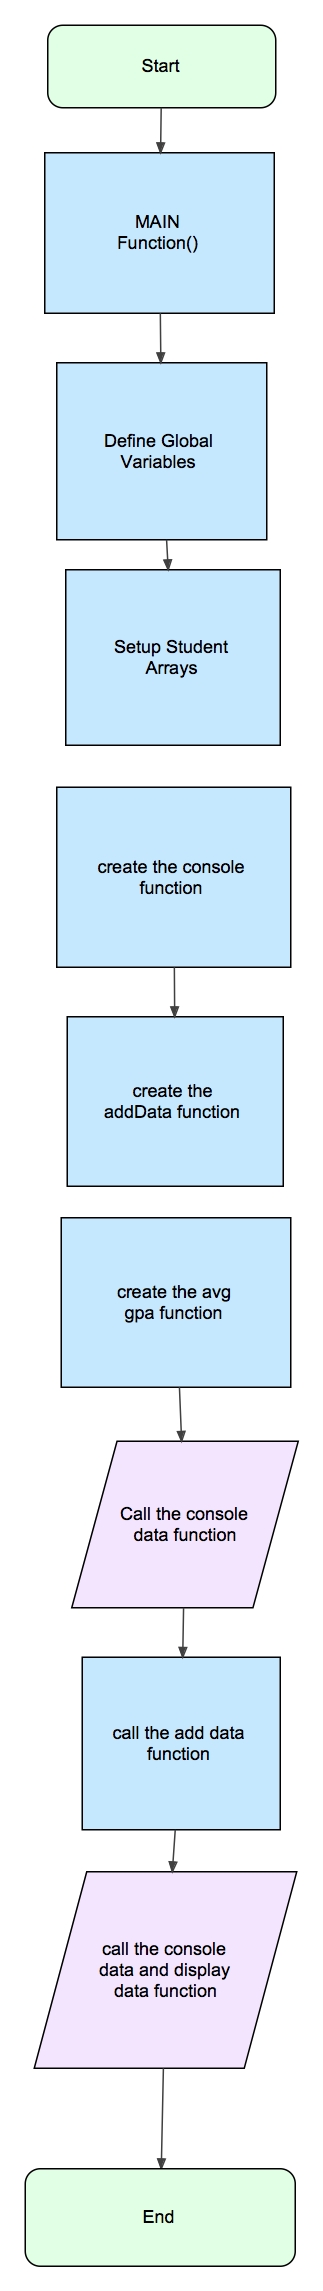 Start
MAIN
Function()
Define Global
Variables
Setup Student
Arrays
create the console
function
create the
addData function
create the avg
gpa function
Call the console
data function
call the add data
function
call the console
data and display
data function
End